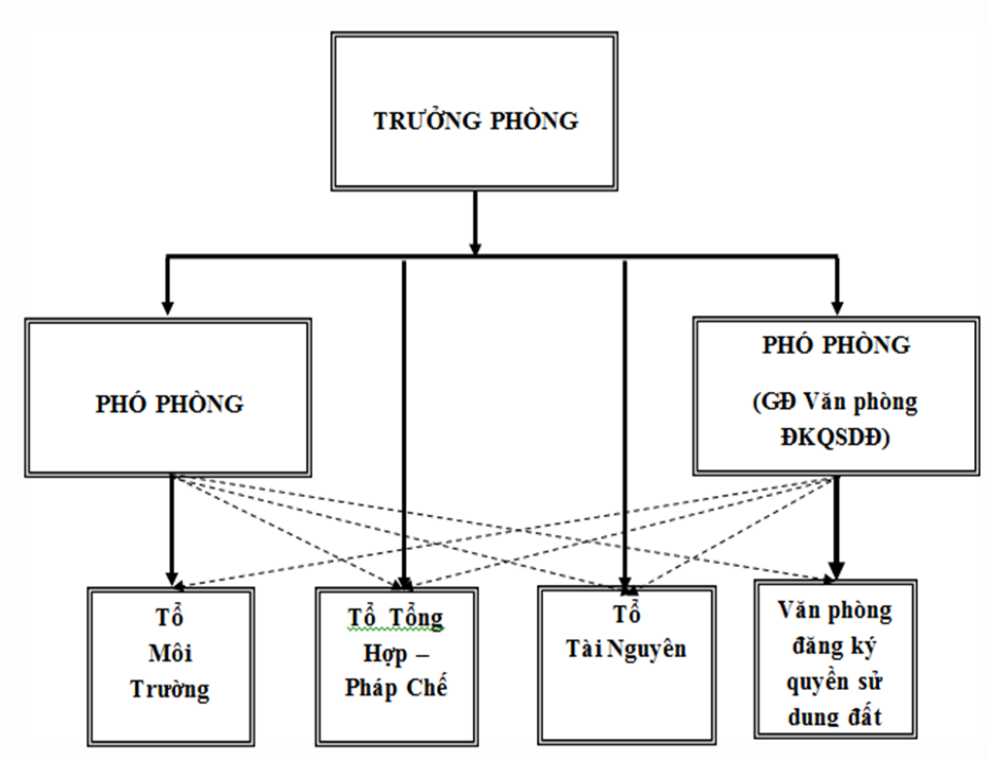 TRƯỞNG PHÒNG
PHÓ PHÒNG
PHÓ PHÒNG
(GĐ Văn phòng
ĐKQSDĐ)
Tổ
Môi
Trường
Tổ Tổng
Hợp –
Pháp Chế
Tổ
Tài Nguyên
Văn phòng
đăng ký
quyền sử
dụng đất